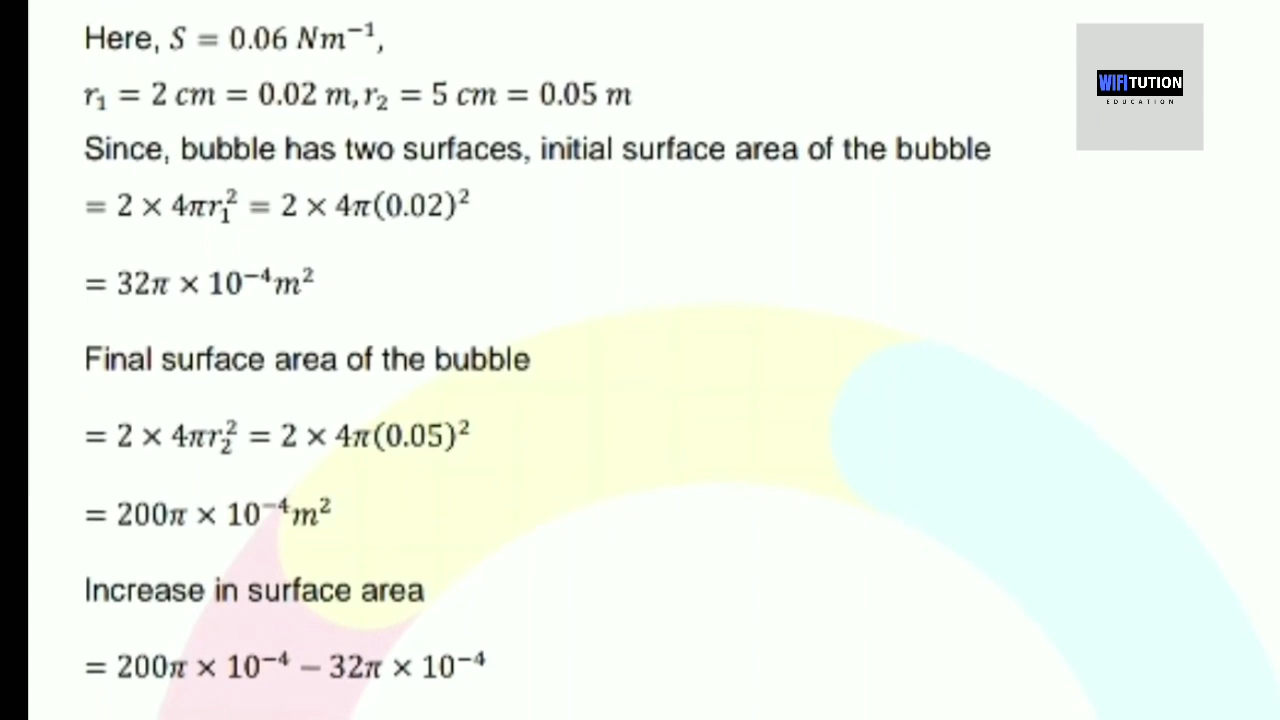 Here, S = 0.06 Nm⁻¹,
r₁ = 2 cm = 0.02 m, r₂ = 5 cm = 0.05 m
Since, bubble has two surfaces, initial surface area of the bubble
= 2 × 4πr₁² = 2 × 4π(0.02)²
= 32π × 10⁻⁴m²
Final surface area of the bubble
= 2 × 4πr₂² = 2 × 4π(0.05)²
= 200π × 10⁻⁴m²
Increase in surface area
= 200π × 10⁻⁴ − 32π × 10⁻⁴
WIFITUTION
EDUCATION